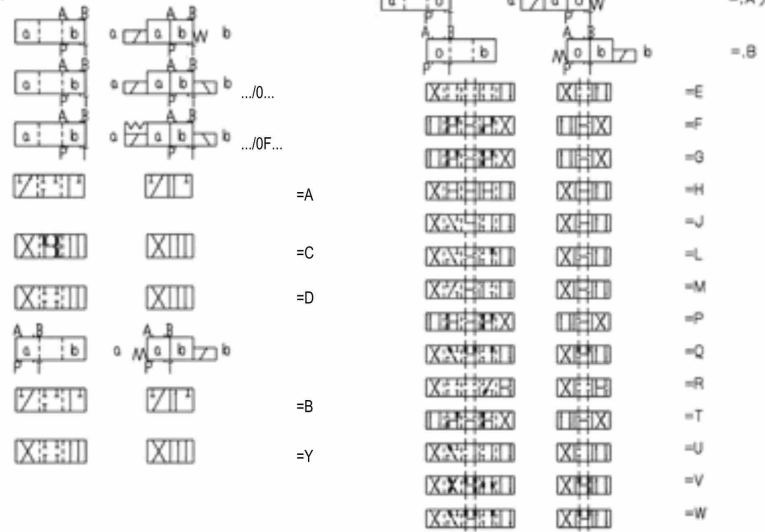 A B
a b
P
A B
a a b b
P
A B
a b
P
A B
a a b b
P
.../0...
A B
a b
P
A B
a a b b
P
.../0F...
=A
=C
=D
A B
a b
P
A B
a a b b
P
=B
=Y
P
P
A B
o b
P
A B
o b b
P
=.B
=E
=F
=G
=H
=J
=L
=M
=P
=Q
=R
=T
=U
=V
=W